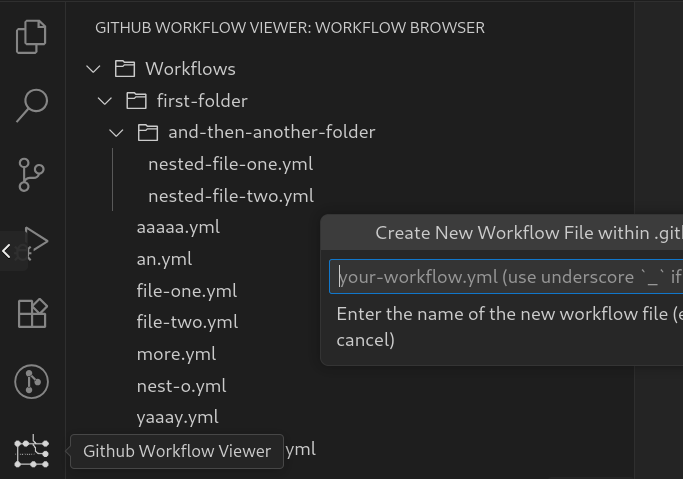 GITHUB WORKFLOW VIEWER: WORKFLOW BROWSER
Workflows
first-folder
and-then-another-folder
nested-file-one.yml
nested-file-two.yml
aaaaa.yml
an.yml
file-one.yml
file-two.yml
more.yml
nest-o.yml
yaaay.yml
yml
Create New Workflow File within .gith
your-workflow.yml (use underscore `_` if
Enter the name of the new workflow file (e
cancel)
Github Workflow Viewer